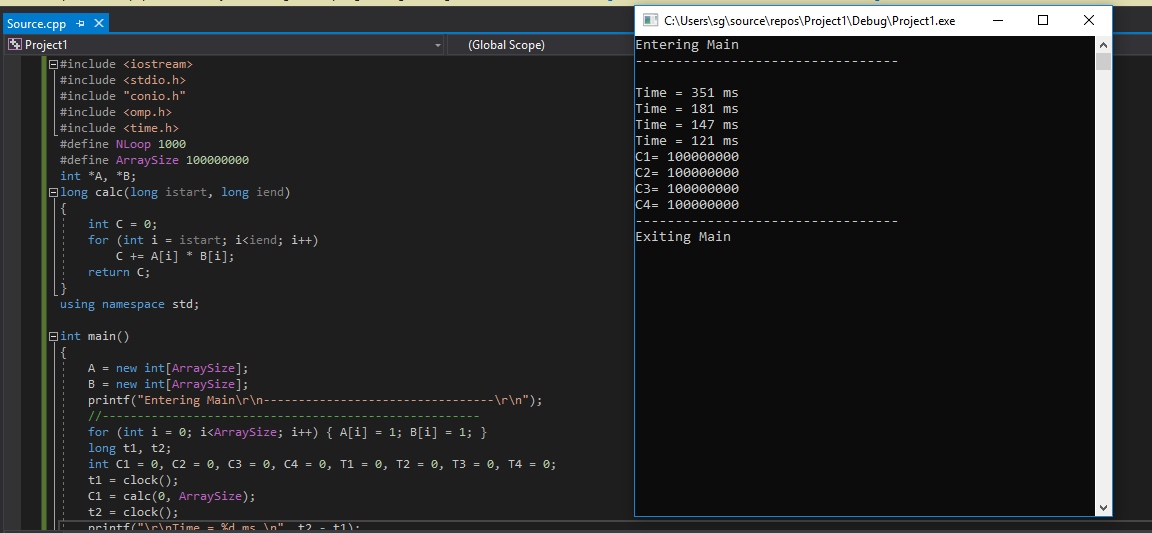 Source.cpp
Project1
(Global Scope)
#include <iostream>
#include <stdio.h>
#include "conio.h"
#include <omp.h>
#include <time.h>
#define NLoop 1000
#define ArraySize 100000000
int *A, *B;
long calc(long istart, long iend)
{
    int C = 0;
    for (int i = istart; i<iend; i++)
        C += A[i] * B[i];
    return C;
}
using namespace std;
int main()
{
    A = new int[ArraySize];
    B = new int[ArraySize];
    printf("Entering Main\r\n---------------------------------\r\n");
    //------------------------------------------------------
    for (int i = 0; i<ArraySize; i++) { A[i] = 1; B[i] = 1; }
    long t1, t2;
    int C1 = 0, C2 = 0, C3 = 0, C4 = 0, T1 = 0, T2 = 0, T3 = 0, T4 = 0;
    t1 = clock();
    C1 = calc(0, ArraySize);
    t2 = clock();
    printf("\r\nTime = %d ms \n", t2 - t1);
C:\Users\sg\source\repos\Project1\Debug\Project1.exe
Entering Main
---------------------------------
Time = 351 ms
Time = 181 ms
Time = 147 ms
Time = 121 ms
C1= 100000000
C2= 100000000
C3= 100000000
C4= 100000000
---------------------------------
Exiting Main